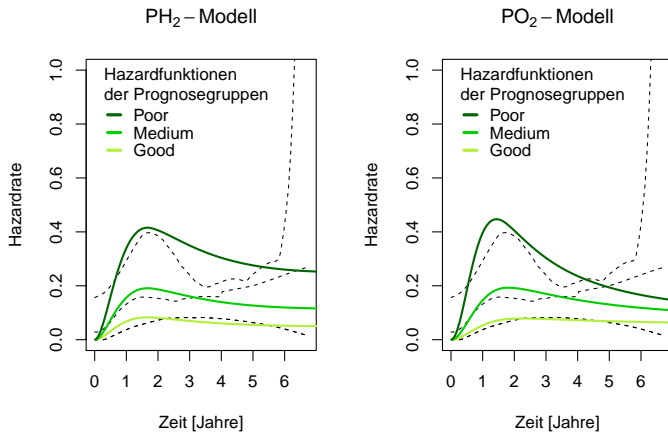 PH₂ – Modell
Hazardfunktionen
der Prognosegruppen
Poor
Medium
Good
Hazardrate
1.0
0.8
0.6
0.4
0.2
0.0
0 1 2 3 4 5 6
Zeit [Jahre]
PO₂ – Modell
Hazardfunktionen
der Prognosegruppen
Poor
Medium
Good
Hazardrate
1.0
0.8
0.6
0.4
0.2
0.0
0 1 2 3 4 5 6
Zeit [Jahre]